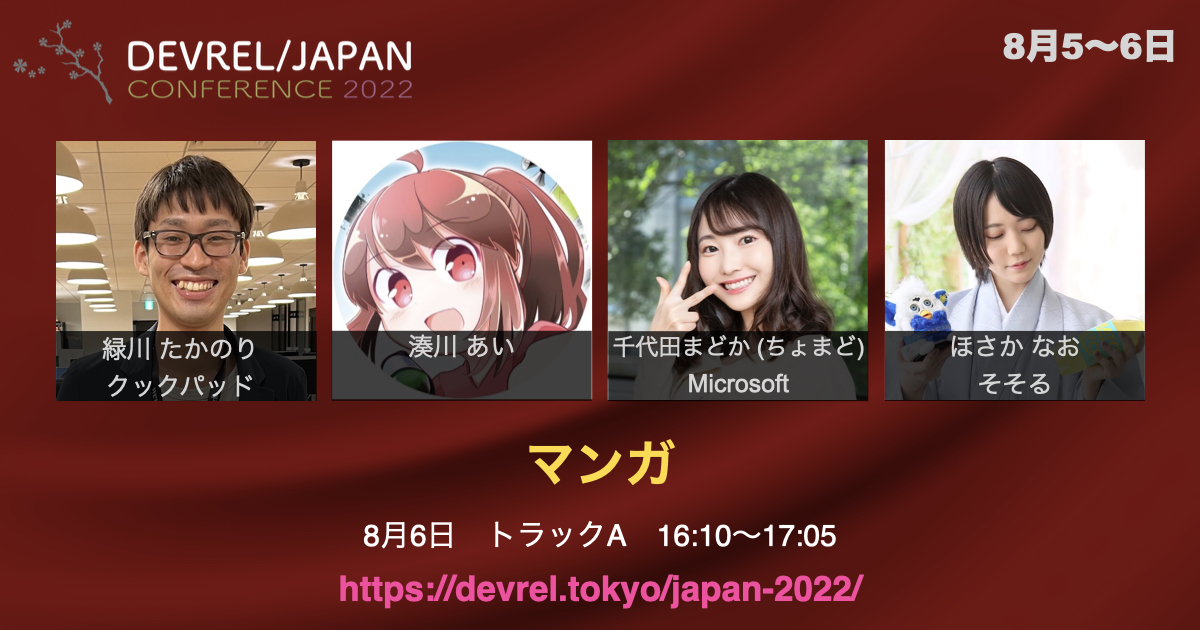 DEVREL/JAPAN
CONFERENCE 2022
8月5〜6日
緑川 たかのり
クックパッド
湊川 あい
千代田まどか (ちょまど)
Microsoft
ほさか なお
そそる
マンガ
8月6日　トラックA　16:10〜17:05
https://devrel.tokyo/japan-2022/